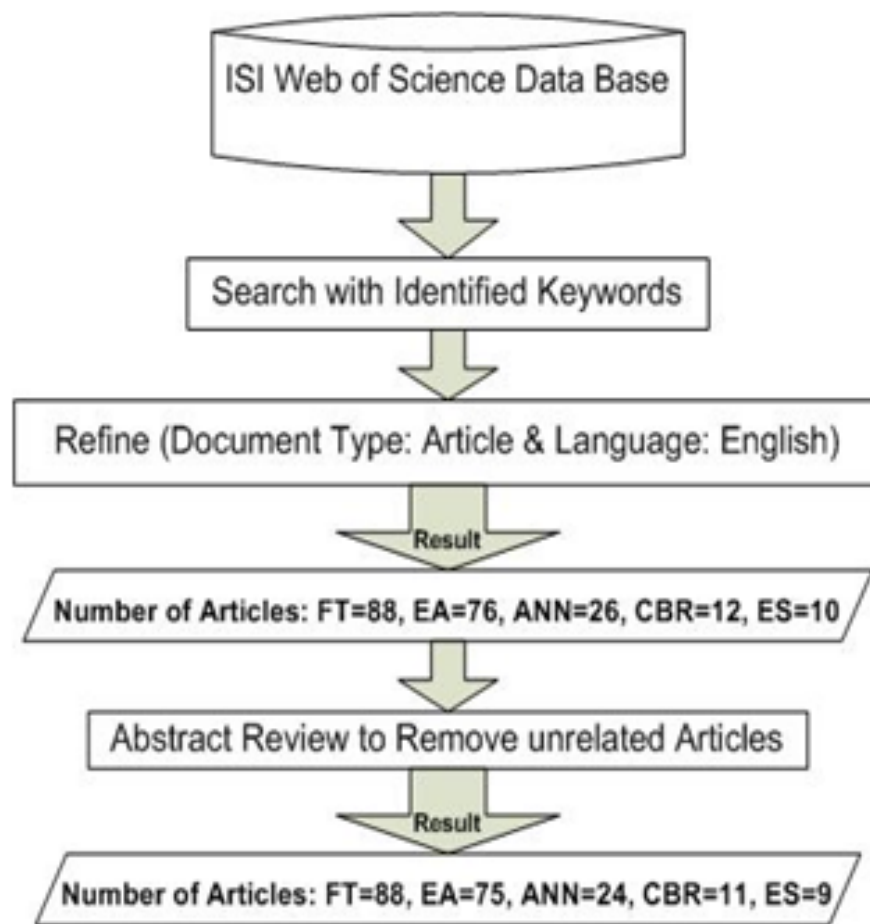 ISI Web of Science Data Base
Search with Identified Keywords
Refine (Document Type: Article & Language: English)
Result
Number of Articles: FT=88, EA=76, ANN=26, CBR=12, ES=10
Abstract Review to Remove unrelated Articles
Result
Number of Articles: FT=88, EA=75, ANN=24, CBR=11, ES=9